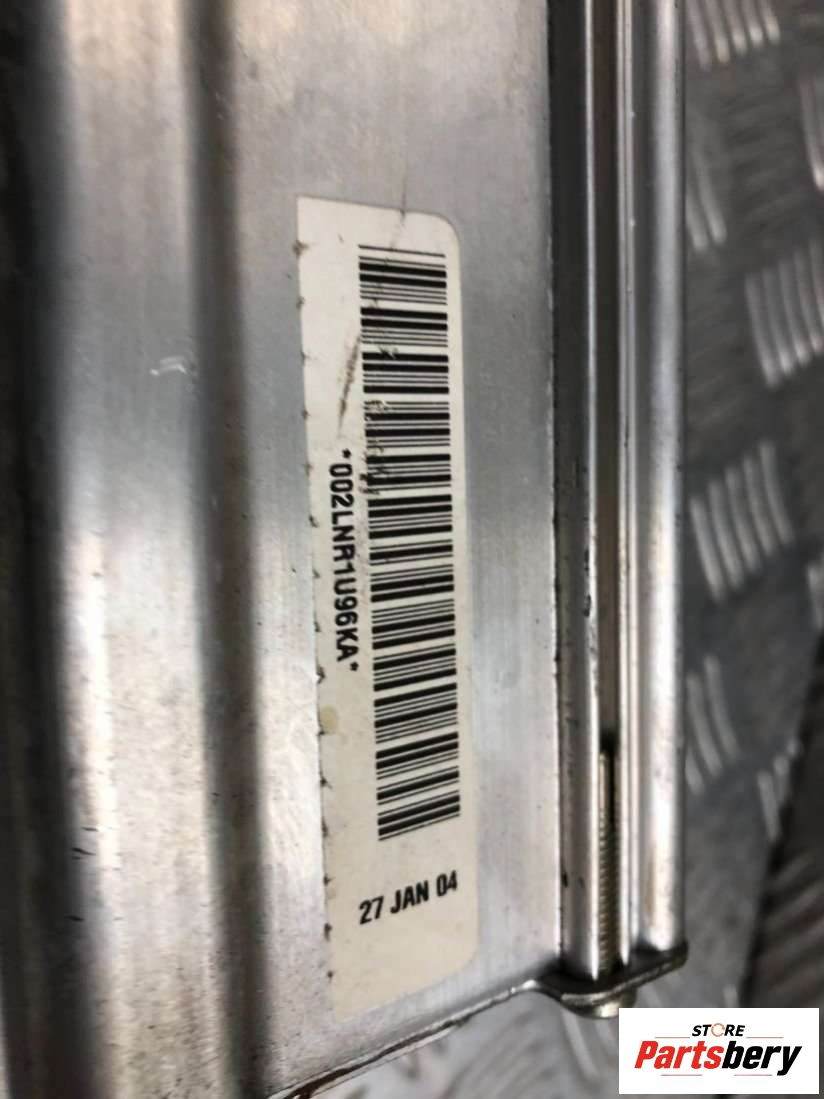 *002LNR1U96KA*
27 JAN 04
STORE
Partsbery